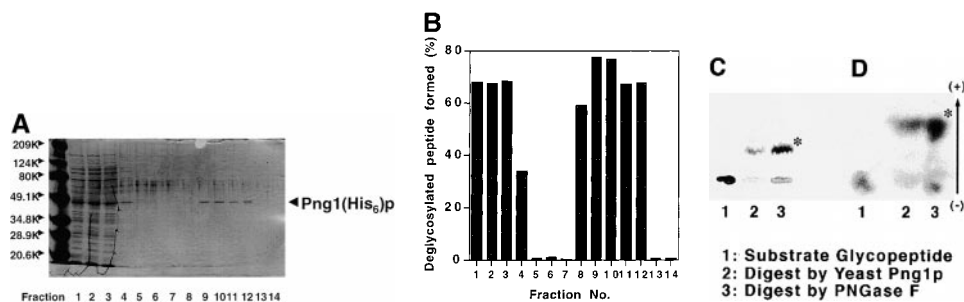 A
209K
124K
80K
49.1K
34.8K
28.9K
20.6K
Png1(His6)p
Fraction 1 2 3 4 5 6 7 8 9 10 11 12 13 14
B
Deglycosylated peptide formed (%)
80
60
40
20
0
1 2 3 4 5 6 7 8 9 10 11 12 13 14
Fraction No.
C
*
1 2 3
D
*
(+)
(-)
1 2 3
1: Substrate Glycopeptide
2: Digest by Yeast Png1p
3: Digest by PNGase F